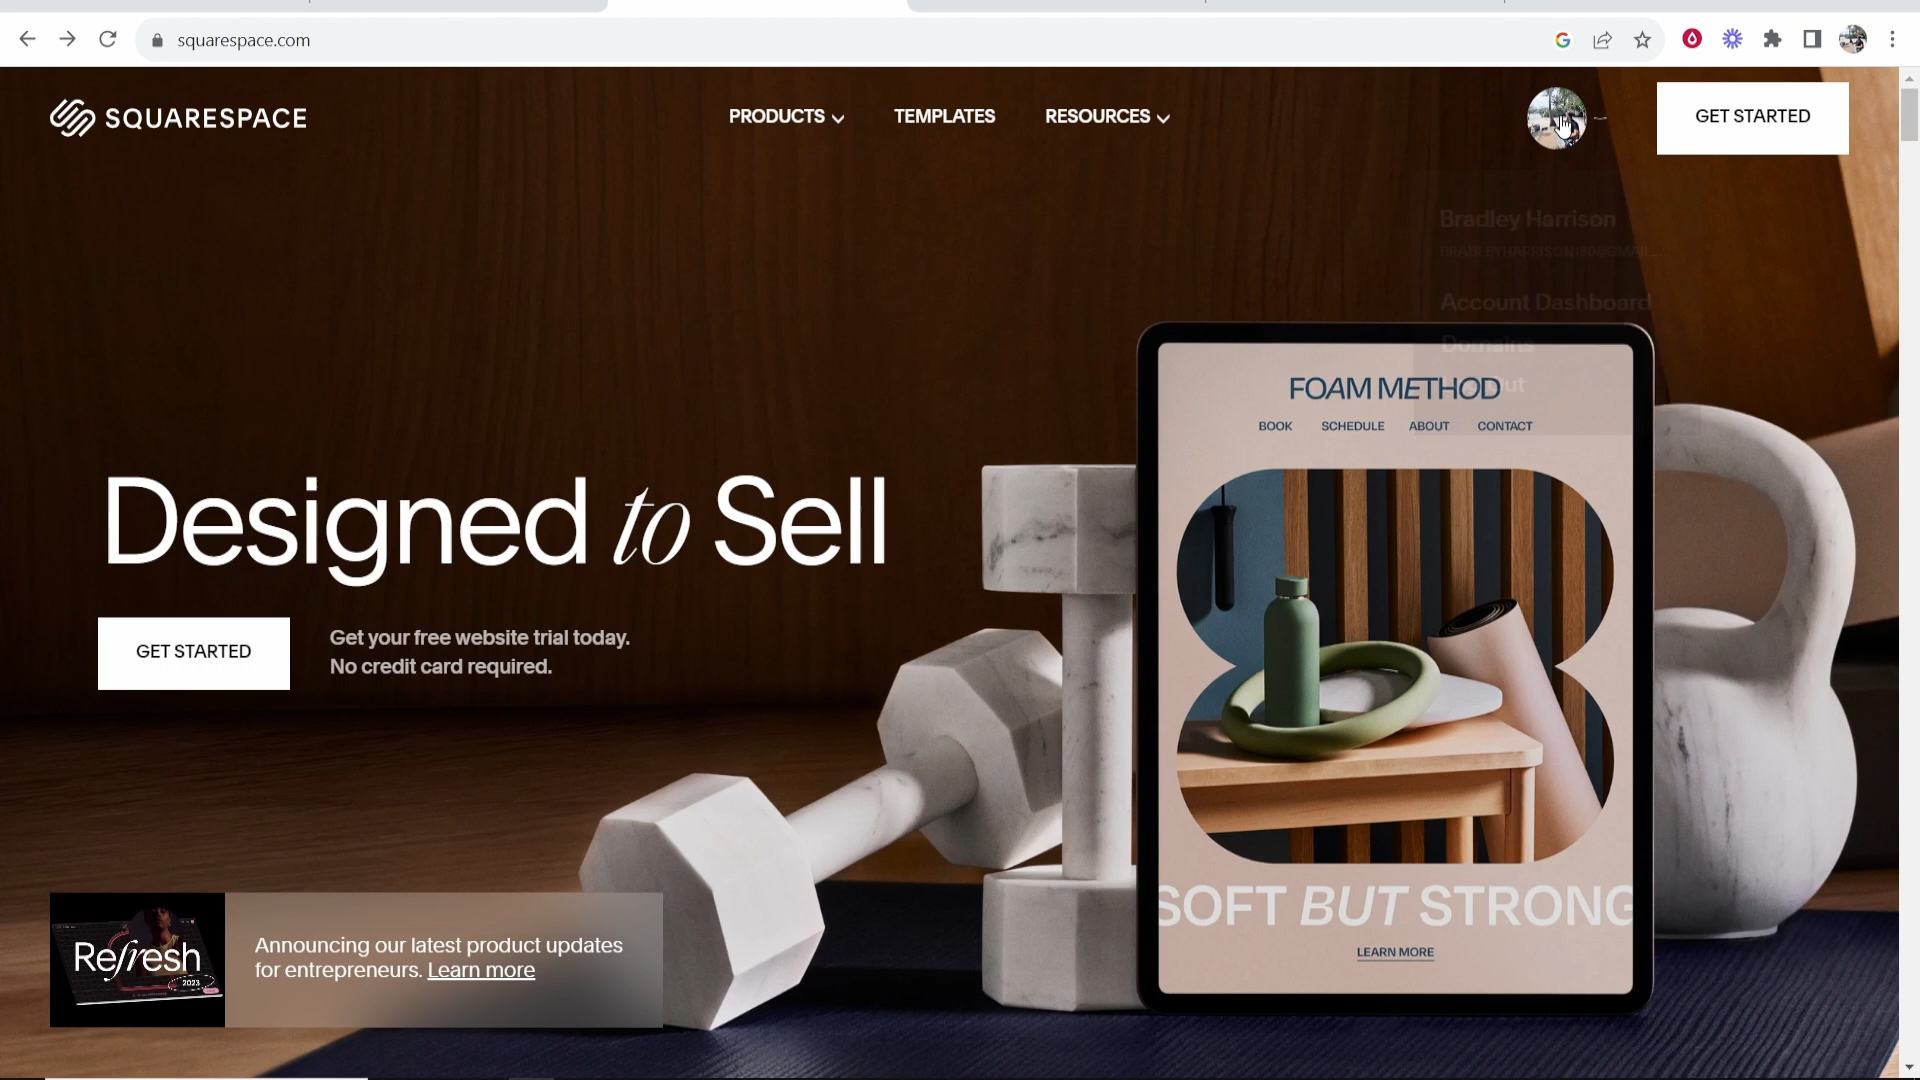 squarespace.com
SQUARESPACE
PRODUCTS
TEMPLATES
RESOURCES
GET STARTED
Bradley Harrison
Account Dashboard
Domains
FOAM METHOD
BOOK
SCHEDULE
ABOUT
CONTACT
Designed to Sell
GET STARTED
Get your free website trial today.
No credit card required.
SOFT BUT STRONG
LEARN MORE
Refresh
2023
Announcing our latest product updates
for entrepreneurs. Learn more